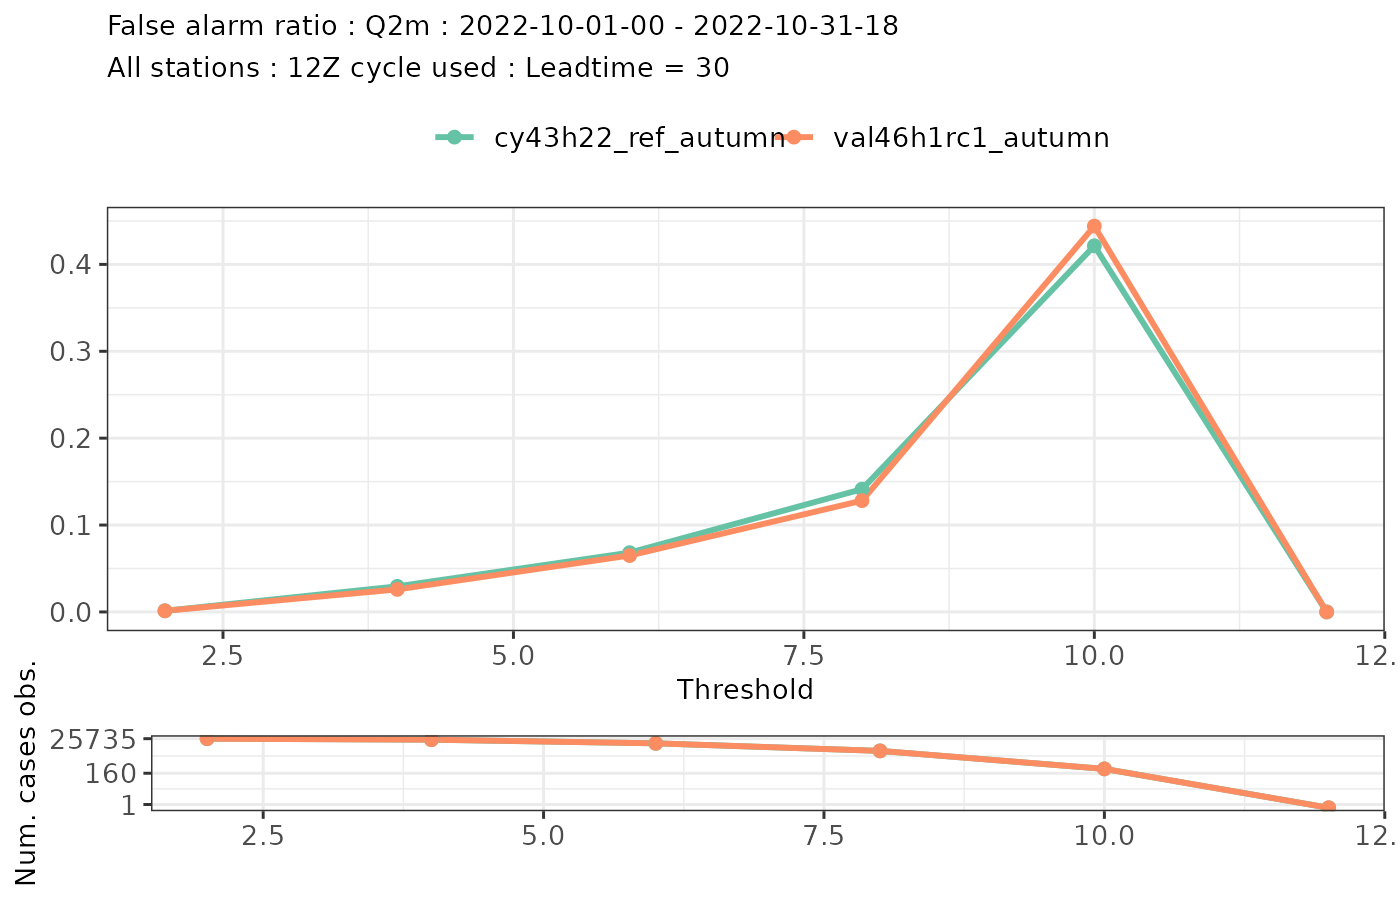 False alarm ratio : Q2m : 2022-10-01-00 - 2022-10-31-18
All stations : 12Z cycle used : Leadtime = 30
cy43h22_ref_autumn val46h1rc1_autumn
0.4
0.3
0.2
0.1
0.0
2.5 5.0 7.5 10.0 12.
Threshold
Num. cases obs.
25735
160
1
2.5 5.0 7.5 10.0 12.